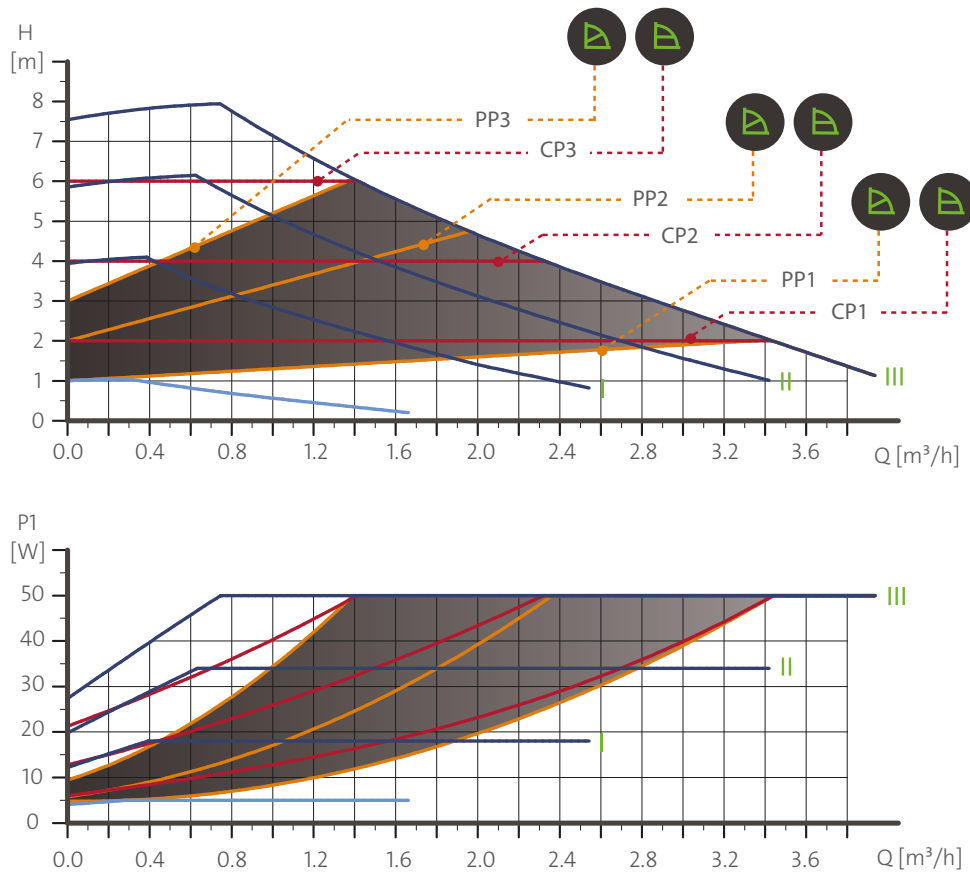 H
[m]
8
7
6
5
4
3
2
1
0
PP3
CP3
PP2
CP2
PP1
CP1
I
II
III
0.0 0.4 0.8 1.2 1.6 2.0 2.4 2.8 3.2 3.6 Q [m³/h]
P1
[W]
50
40
30
20
10
0
III
II
I
0.0 0.4 0.8 1.2 1.6 2.0 2.4 2.8 3.2 3.6 Q [m³/h]